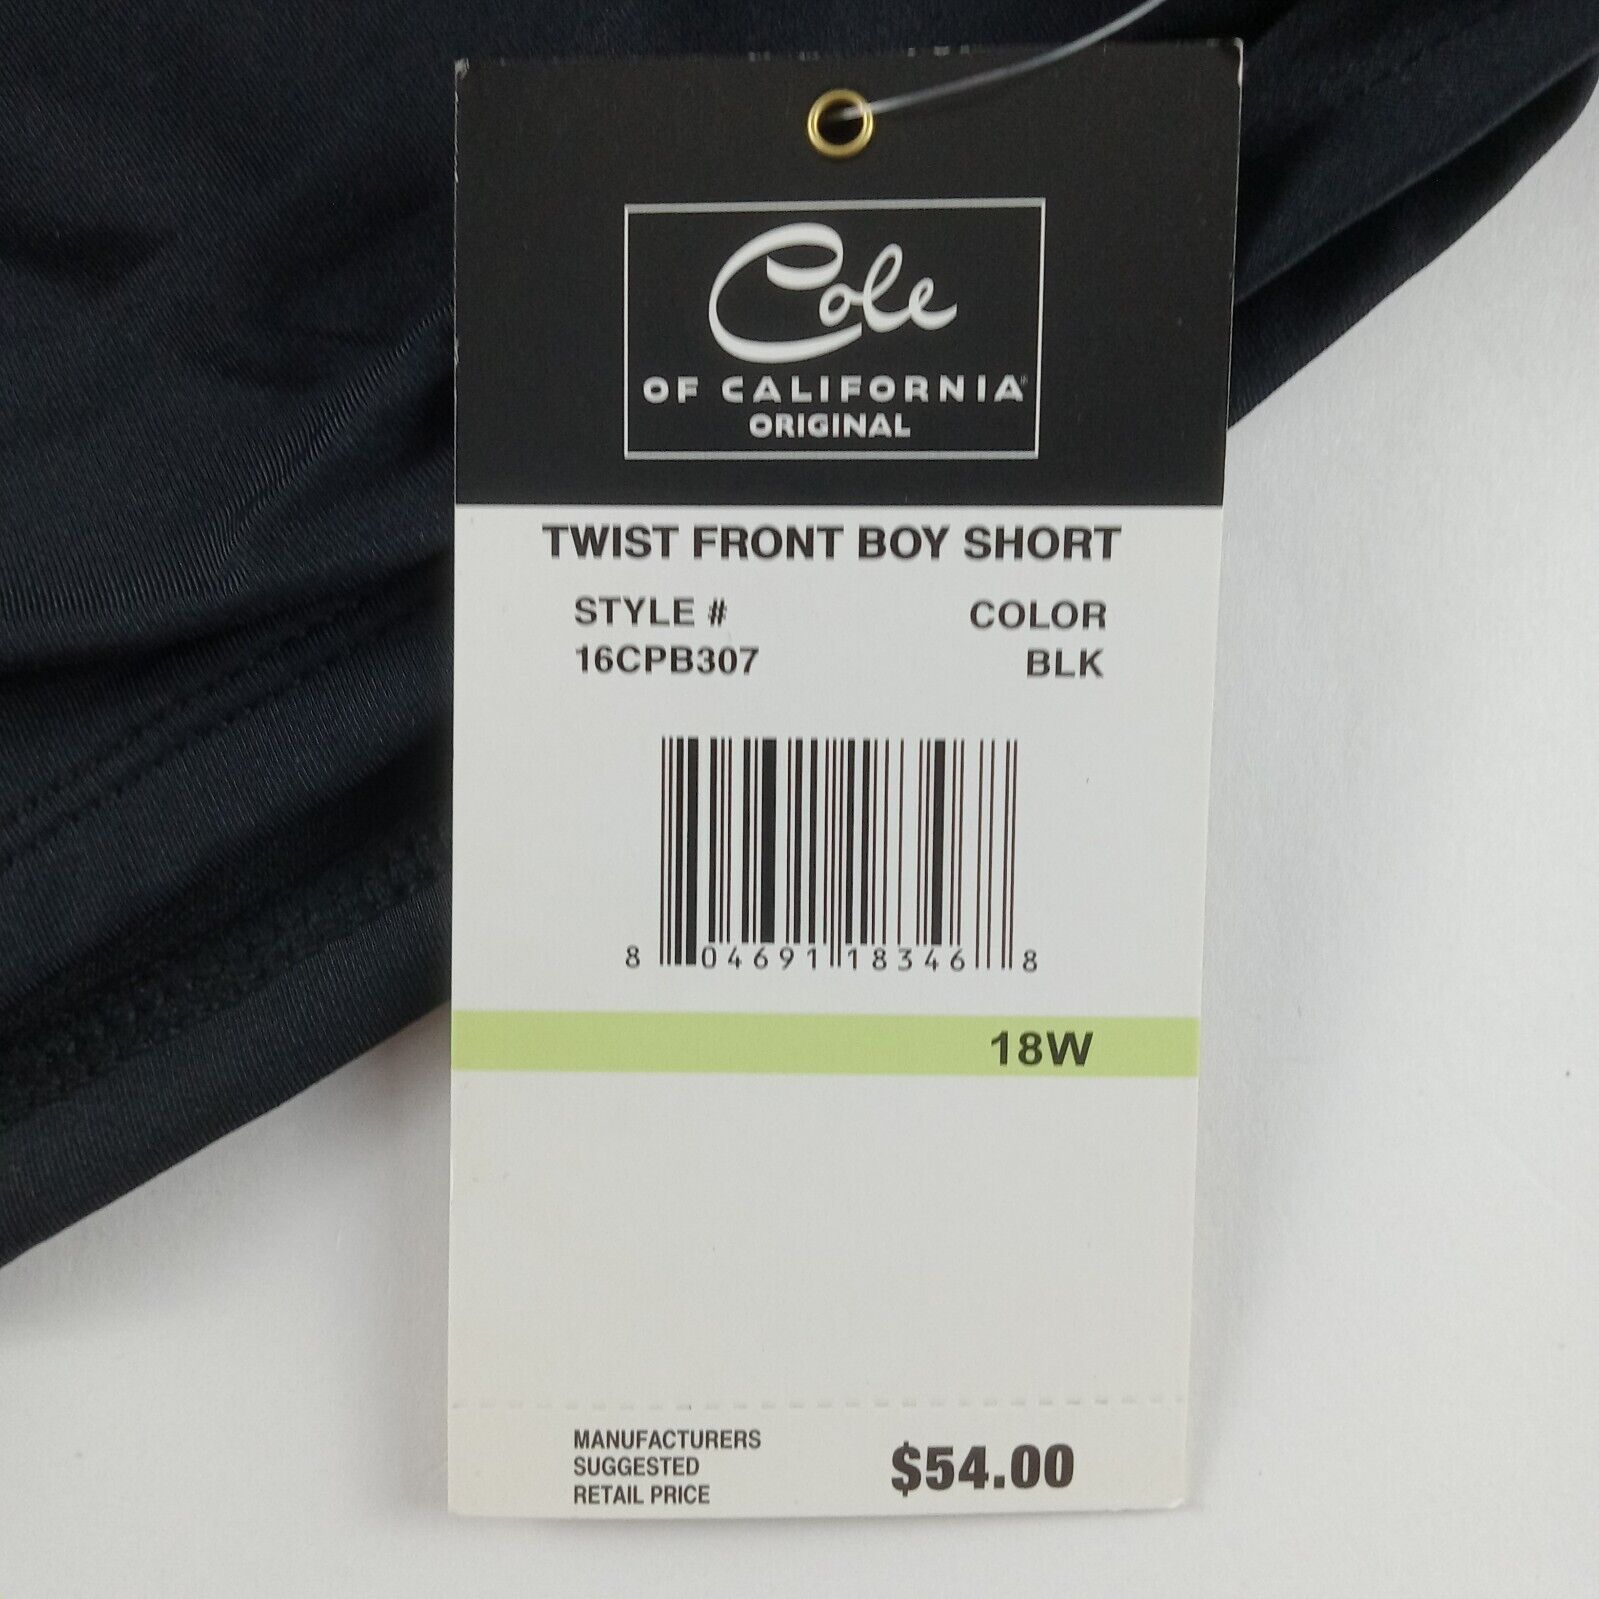 Cole
OF CALIFORNIA®
ORIGINAL
TWIST FRONT BOY SHORT
STYLE # COLOR
16CPB307 BLK
8 04691 18346 8
18W
MANUFACTURERS
SUGGESTED
RETAIL PRICE
$54.00